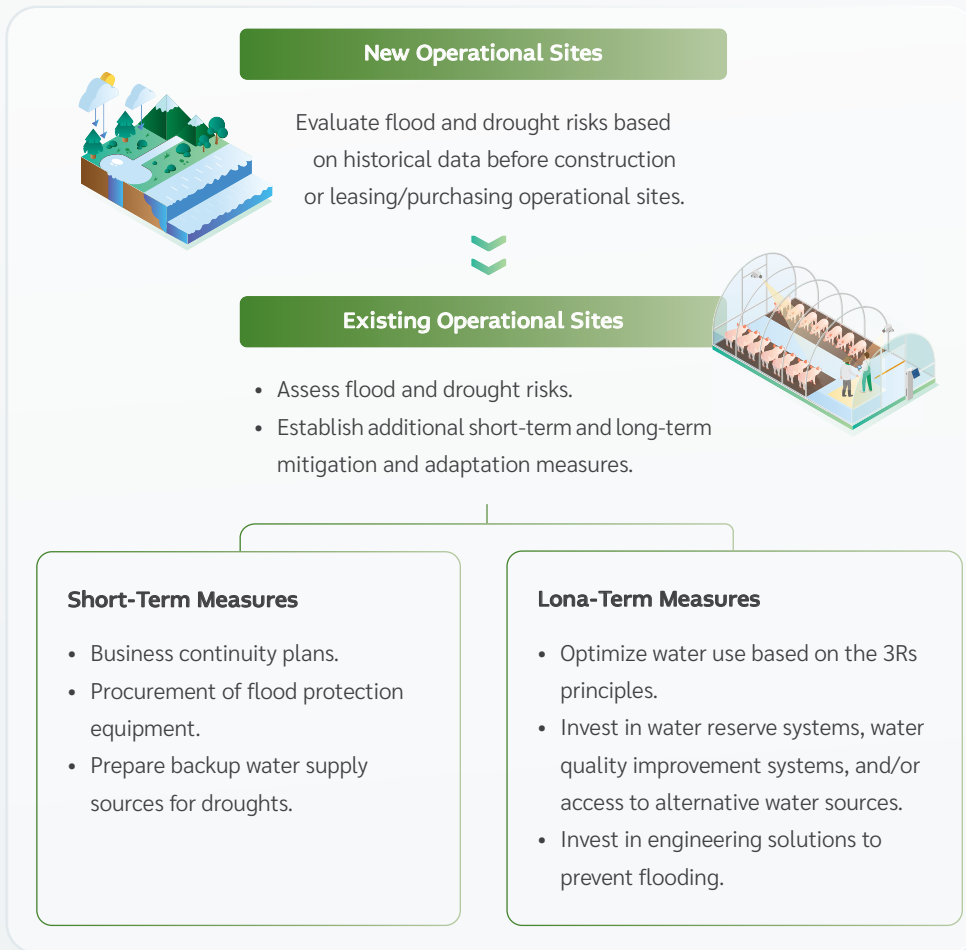 New Operational Sites
Evaluate flood and drought risks based
on historical data before construction
or leasing/purchasing operational sites.
Existing Operational Sites
• Assess flood and drought risks.
• Establish additional short-term and long-term
mitigation and adaptation measures.
Short-Term Measures
• Business continuity plans.
• Procurement of flood protection
equipment.
• Prepare backup water supply
sources for droughts.
Lona-Term Measures
• Optimize water use based on the 3Rs
principles.
• Invest in water reserve systems, water
quality improvement systems, and/or
access to alternative water sources.
• Invest in engineering solutions to
prevent flooding.